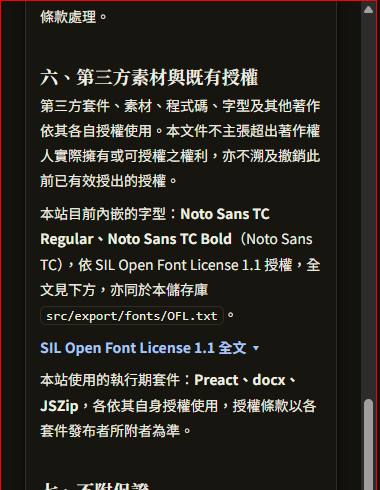 條款處理。
六、第三方素材與既有授權
第三方套件、素材、程式碼、字型及其他著作
依其各自授權使用。本文件不主張超出著作權
人實際擁有或可授權之權利，亦不溯及撤銷此
前已有效授出的授權。
本站目前內嵌的字型：Noto Sans TC
Regular、Noto Sans TC Bold（Noto Sans
TC），依 SIL Open Font License 1.1 授權，全
文見下方，亦同於本儲存庫
src/export/fonts/OFL.txt。
SIL Open Font License 1.1 全文 ▾
本站使用的執行期套件：Preact、docx、
JSZip，各依其自身授權使用，授權條款以各
套件發布者所附者為準。
七、不附保證